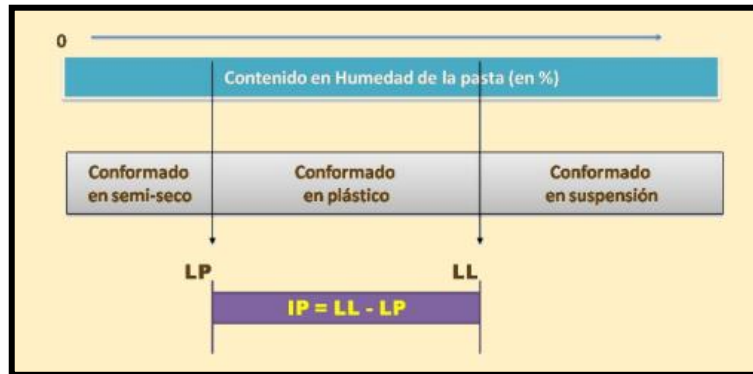 0
Contenido en Humedad de la pasta (en %)
Conformado
en semi-seco
Conformado
en plástico
Conformado
en suspensión
LP
LL
IP = LL - LP